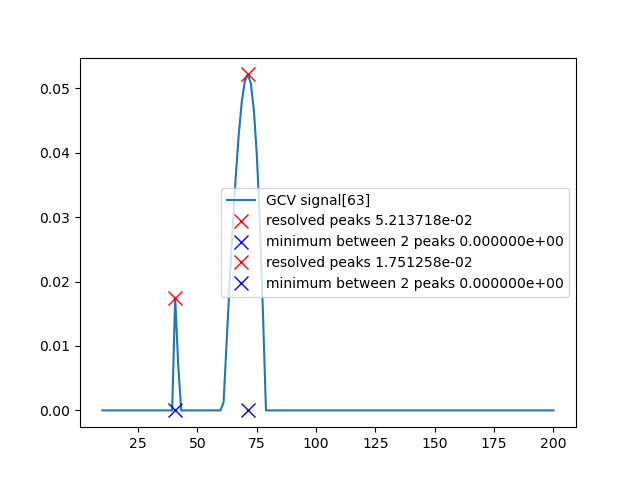 0.05
0.04
0.03
0.02
0.01
0.00
GCV signal[63]
resolved peaks 5.213718e-02
minimum between 2 peaks 0.000000e+00
resolved peaks 1.751258e-02
minimum between 2 peaks 0.000000e+00
25 50 75 100 125 150 175 200